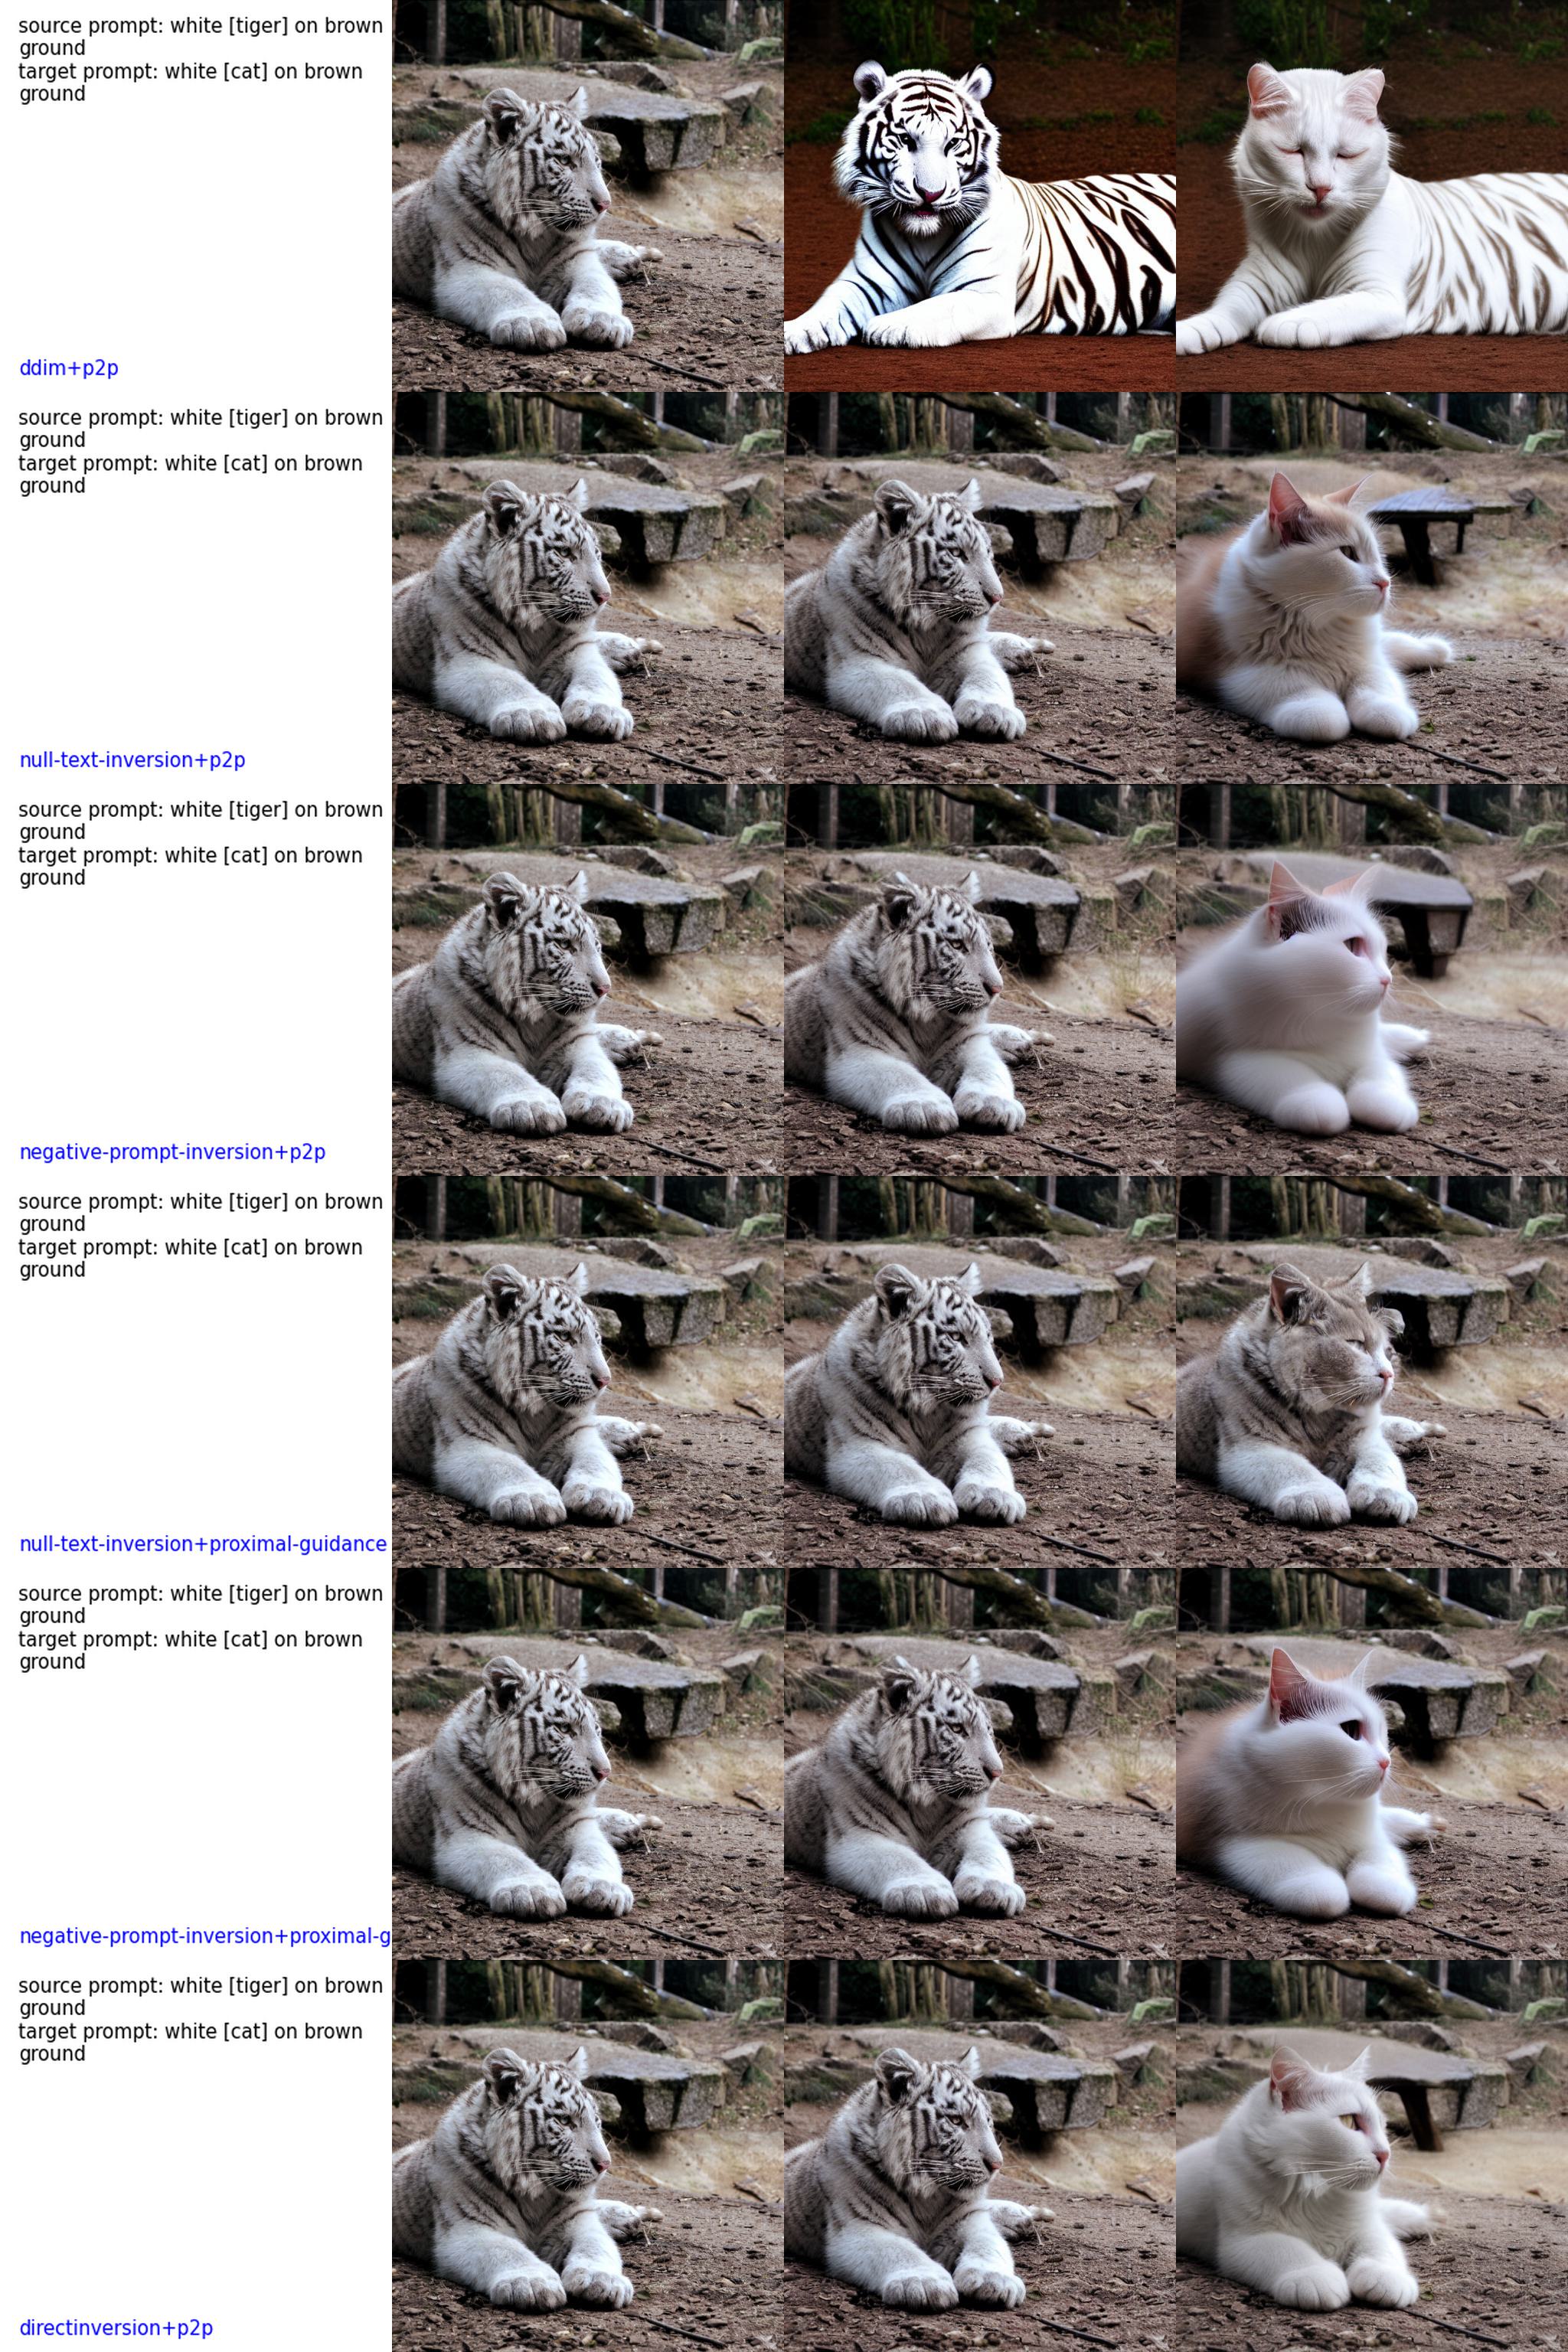 source prompt: white [tiger] on brown
ground
target prompt: white [cat] on brown
ground
ddim+p2p
source prompt: white [tiger] on brown
ground
target prompt: white [cat] on brown
ground
null-text-inversion+p2p
source prompt: white [tiger] on brown
ground
target prompt: white [cat] on brown
ground
negative-prompt-inversion+p2p
source prompt: white [tiger] on brown
ground
target prompt: white [cat] on brown
ground
null-text-inversion+proximal-guidance
source prompt: white [tiger] on brown
ground
target prompt: white [cat] on brown
ground
negative-prompt-inversion+proximal-g
source prompt: white [tiger] on brown
ground
target prompt: white [cat] on brown
ground
directinversion+p2p